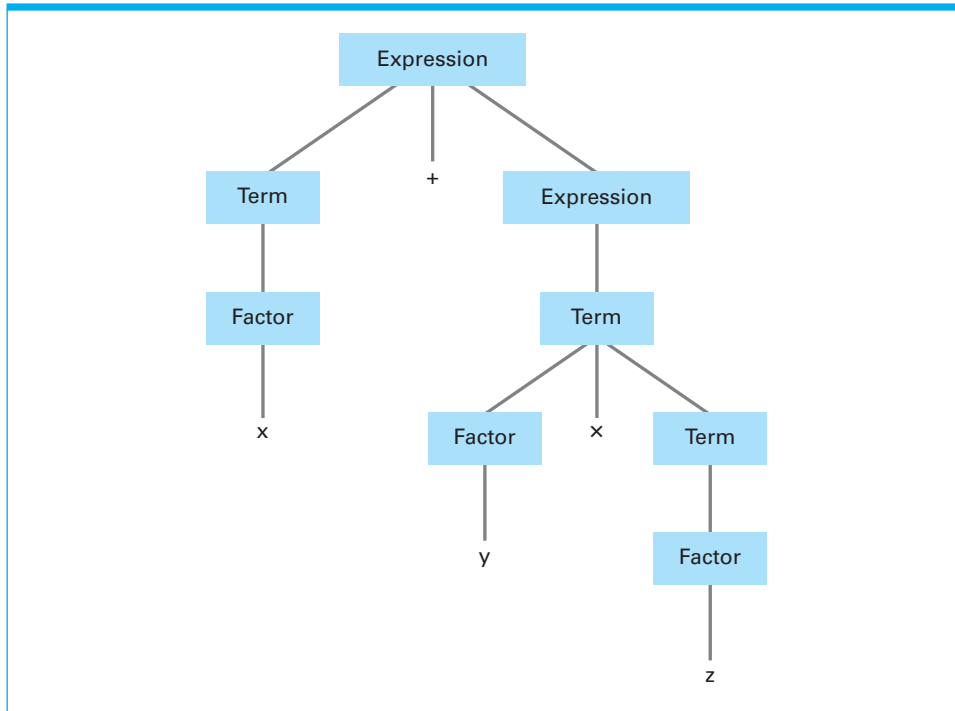 Expression
Term
+
Expression
Factor
Term
x
Factor
×
Term
y
Factor
z